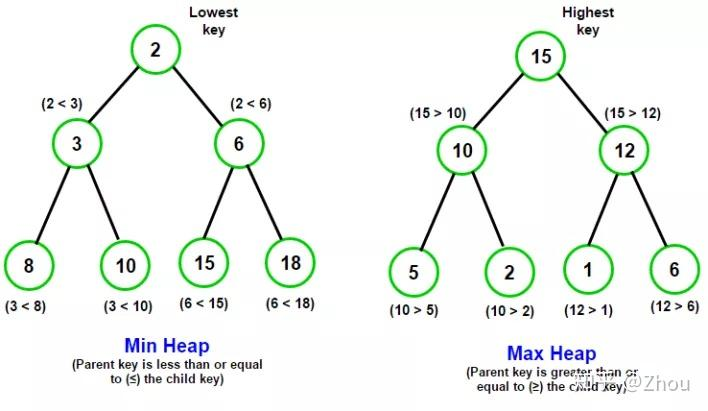 Lowest
key
2
(2 < 3)
(2 < 6)
3
6
8
10
15
18
(3 < 8)
(3 < 10)
(6 < 15)
(6 < 18)
Min Heap
(Parent key is less than or equal
to (≤) the child key)
Highest
key
15
(15 > 10)
(15 > 12)
10
12
5
2
1
6
(10 > 5)
(10 > 2)
(12 > 1)
(12 > 6)
Max Heap
(Parent key is greater than or
equal to (≥) the child key)
知乎 @Zhou